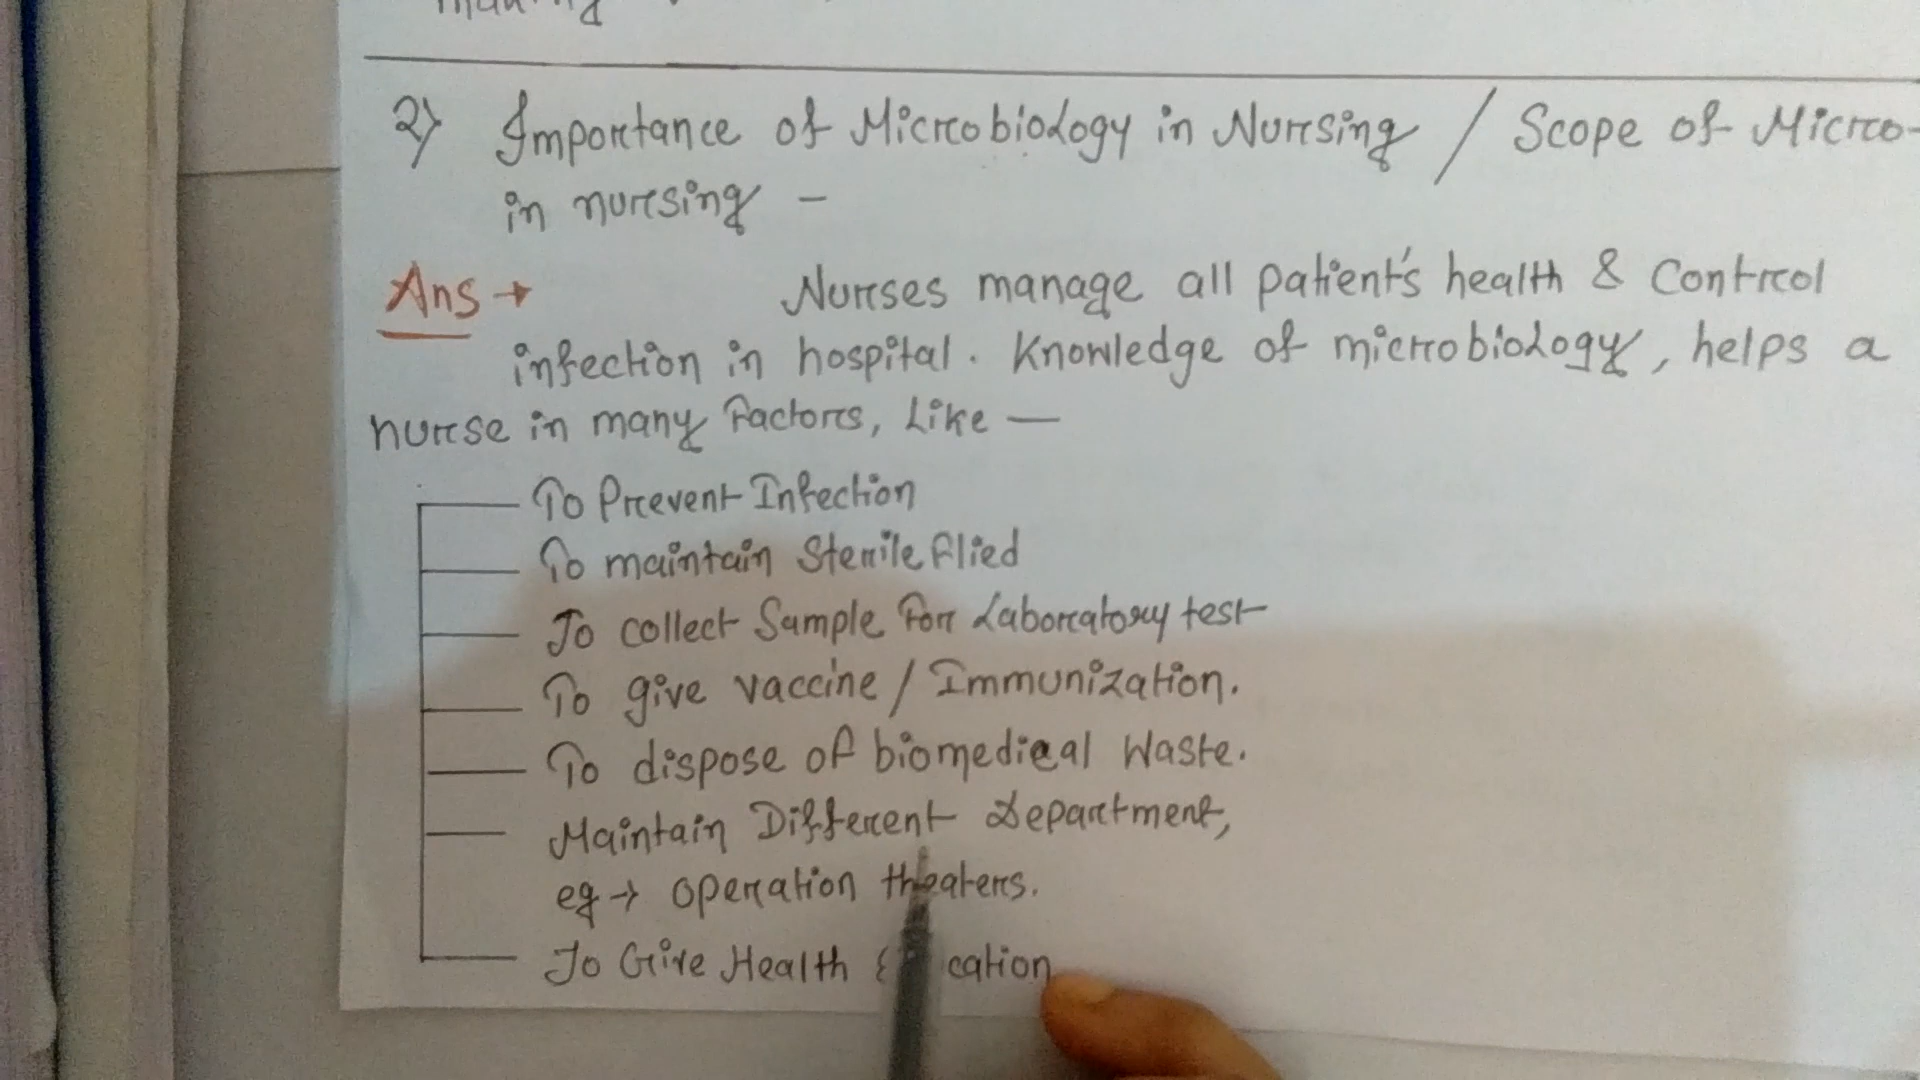 2) Importance of Microbiology in Nursing / Scope of Micro-
in nursing -
Ans → Nurses manage all patient's health & Control
infection in hospital. Knowledge of microbiology, helps a
nurse in many Factors, Like —
To Prevent Infection
To maintain Sterile Flied
To collect Sample For Laboratory test
To give vaccine / Immunization.
To dispose of biomedical Waste.
Maintain Different Department,
eg → operation theaters.
To Give Health